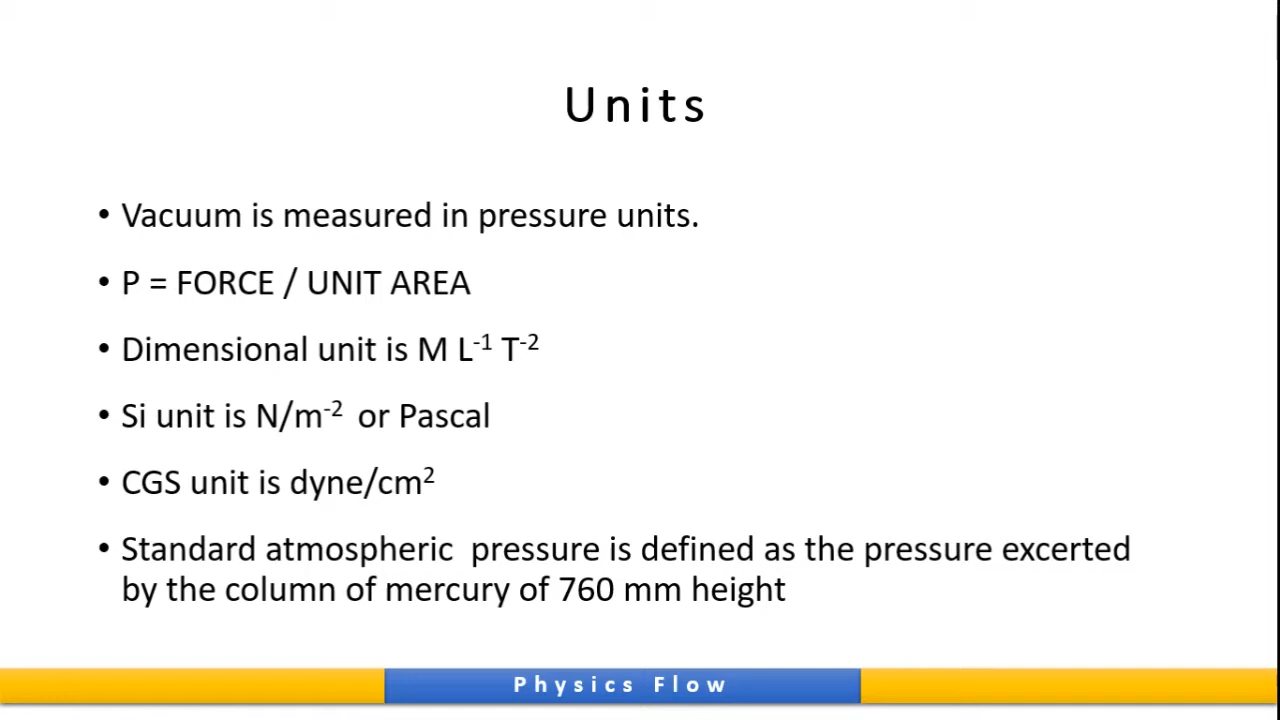 Units
• Vacuum is measured in pressure units.
• P = FORCE / UNIT AREA
• Dimensional unit is M L⁻¹ T⁻²
• Si unit is N/m⁻² or Pascal
• CGS unit is dyne/cm²
• Standard atmospheric pressure is defined as the pressure excerted
by the column of mercury of 760 mm height
Physics Flow